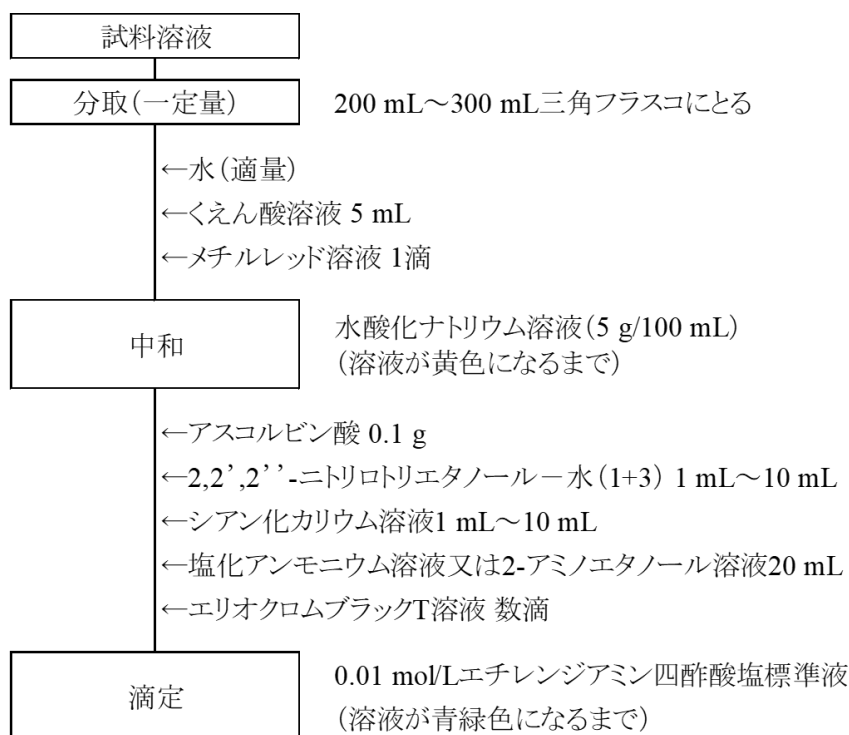 試料溶液
分取(一定量)
200 mL～300 mL三角フラスコにとる
←水(適量)
←くえん酸溶液 5 mL
←メチルレッド溶液 1滴
中和
水酸化ナトリウム溶液(5 g/100 mL)
(溶液が黄色になるまで)
←アスコルビン酸 0.1 g
←2,2’,2’’-ニトリロトリエタノール－水(1+3) 1 mL～10 mL
←シアン化カリウム溶液1 mL～10 mL
←塩化アンモニウム溶液又は2-アミノエタノール溶液20 mL
←エリオクロムブラックT溶液 数滴
滴定
0.01 mol/Lエチレンジアミン四酢酸塩標準液
(溶液が青緑色になるまで)